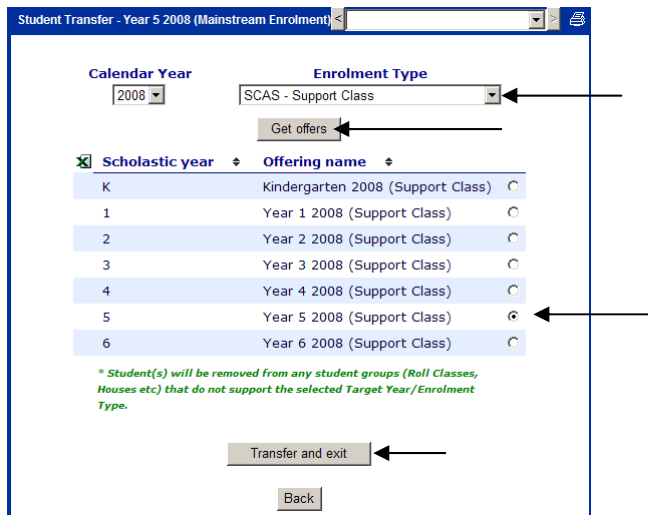 Student Transfer - Year 5 2008 (Mainstream Enrolment) < >
Calendar Year Enrolment Type
2008 SCAS - Support Class
Get offers
Scholastic year Offering name
K Kindergarten 2008 (Support Class)
1 Year 1 2008 (Support Class)
2 Year 2 2008 (Support Class)
3 Year 3 2008 (Support Class)
4 Year 4 2008 (Support Class)
5 Year 5 2008 (Support Class)
6 Year 6 2008 (Support Class)
* Student(s) will be removed from any student groups (Roll Classes,
Houses etc) that do not support the selected Target Year/Enrolment
Type.
Transfer and exit
Back